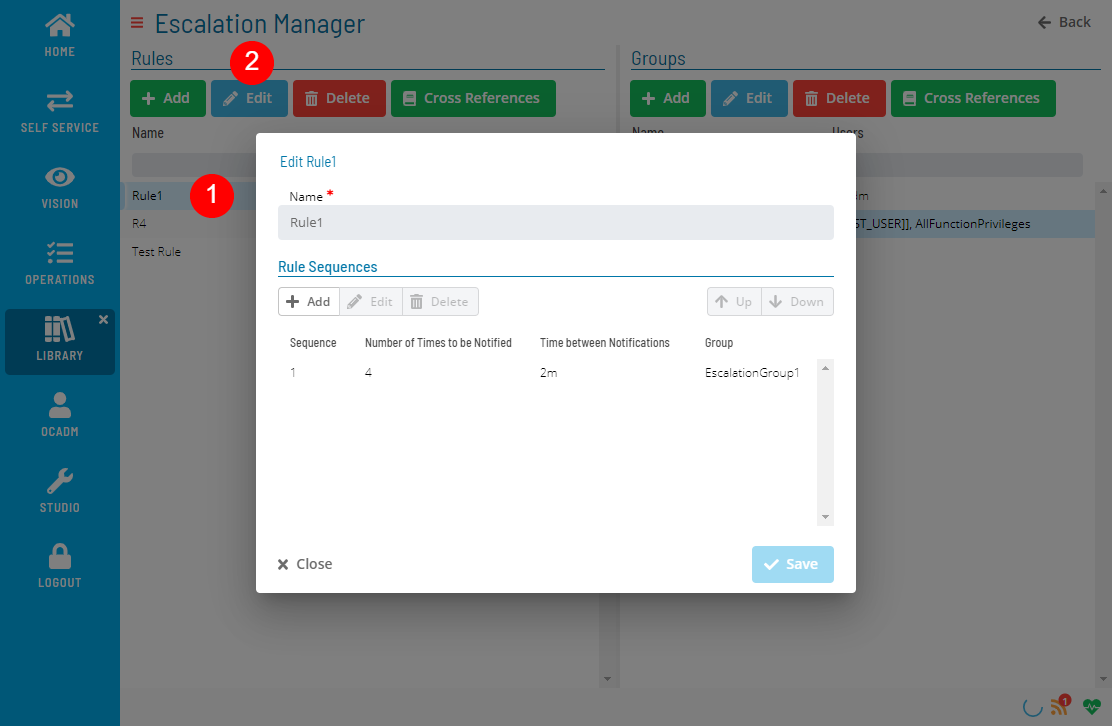 Escalation Manager
Back
HOME
SELF SERVICE
VISION
OPERATIONS
LIBRARY
OCADM
STUDIO
LOGOUT
Rules
2
Add
Edit
Delete
Cross References
Name
Rule1
1
R4
Test Rule
Groups
Add
Edit
Delete
Cross References
Name Users
ST_USER]], AllFunctionPrivileges
Edit Rule1
Name *
Rule1
Rule Sequences
Add Edit Delete Up Down
Sequence Number of Times to be Notified Time between Notifications Group
1 4 2m EscalationGroup1
Close Save
1